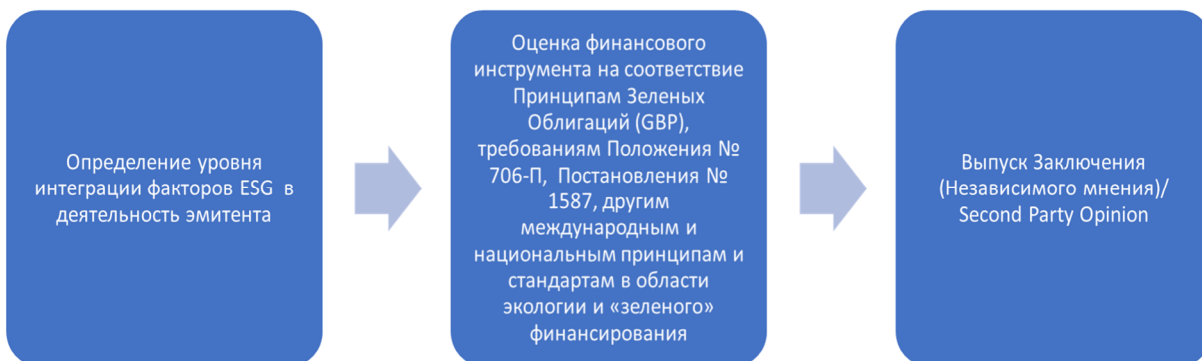 Определение уровня
интеграции факторов ESG в
деятельность эмитента
Оценка финансового
инструмента на соответствие
Принципам Зеленых
Облигаций (GBP),
требованиям Положения №
706-П, Постановления №
1587, другим
международным и
национальным принципам и
стандартам в области
экологии и «зеленого»
финансирования
Выпуск Заключения
(Независимого мнения)/
Second Party Opinion